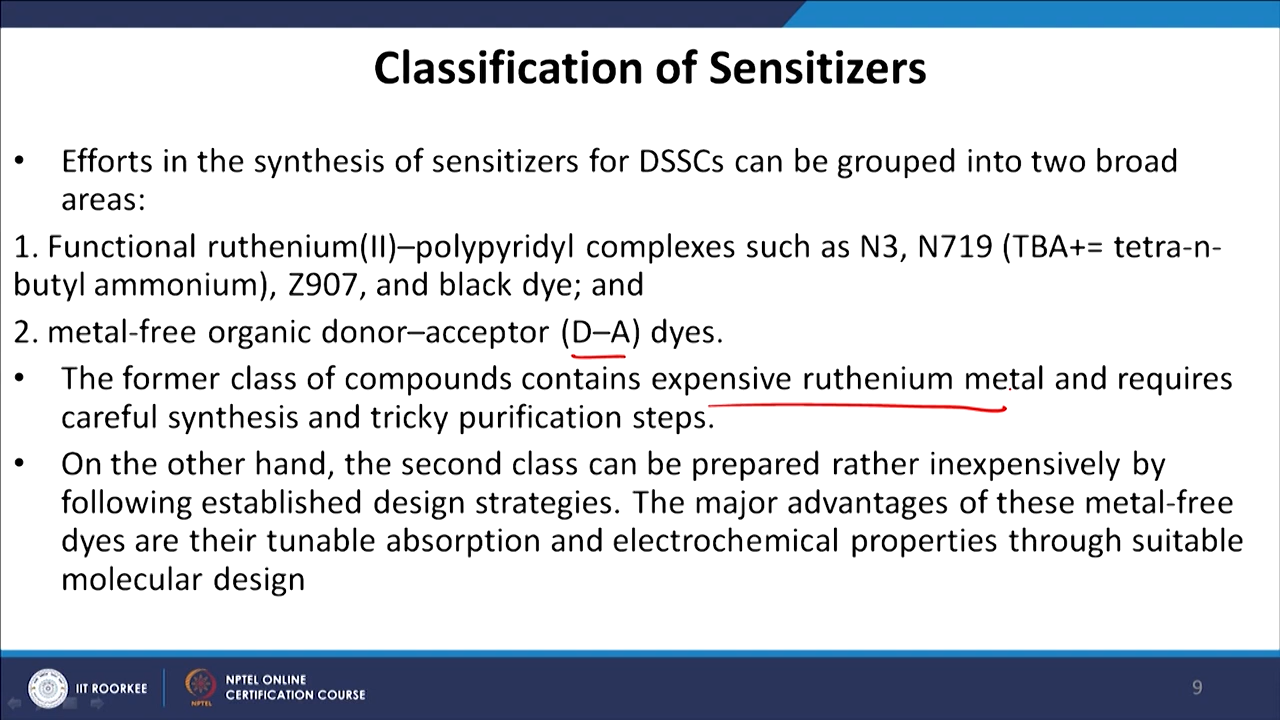 Classification of Sensitizers
• Efforts in the synthesis of sensitizers for DSSCs can be grouped into two broad
areas:
1. Functional ruthenium(II)–polypyridyl complexes such as N3, N719 (TBA+= tetra-n-
butyl ammonium), Z907, and black dye; and
2. metal-free organic donor–acceptor (D–A) dyes.
• The former class of compounds contains expensive ruthenium metal and requires
careful synthesis and tricky purification steps.
• On the other hand, the second class can be prepared rather inexpensively by
following established design strategies. The major advantages of these metal-free
dyes are their tunable absorption and electrochemical properties through suitable
molecular design
IIT ROORKEE
NPTEL
NPTEL ONLINE
CERTIFICATION COURSE
9